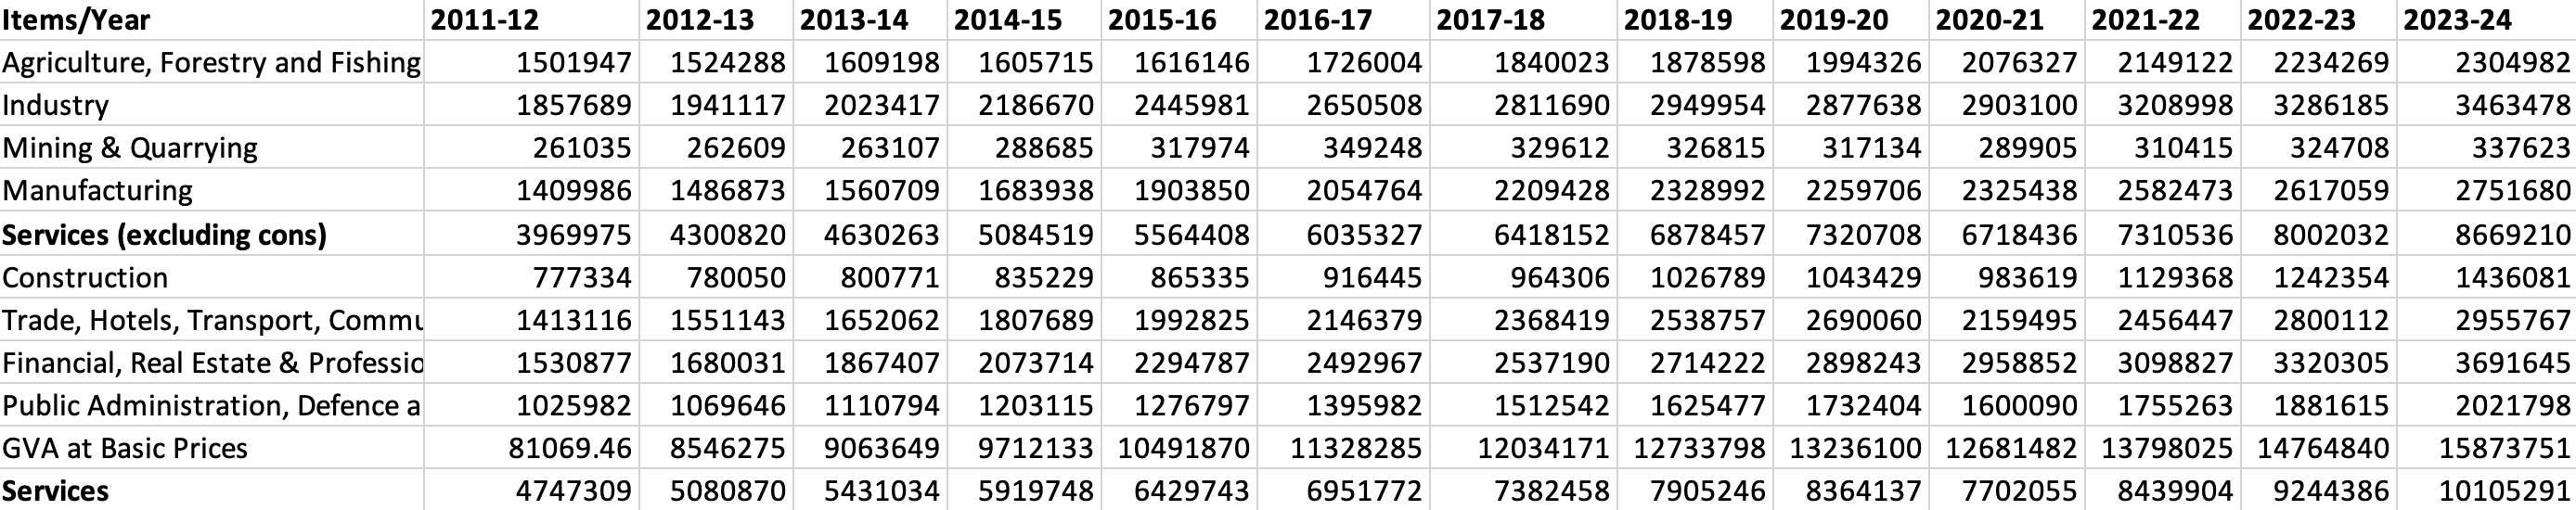 Items/Year 2011-12 2012-13 2013-14 2014-15 2015-16 2016-17 2017-18 2018-19 2019-20 2020-21 2021-22 2022-23 2023-24
Agriculture, Forestry and Fishing 1501947 1524288 1609198 1605715 1616146 1726004 1840023 1878598 1994326 2076327 2149122 2234269 2304982
Industry 1857689 1941117 2023417 2186670 2445981 2650508 2811690 2949954 2877638 2903100 3208998 3286185 3463478
Mining & Quarrying 261035 262609 263107 288685 317974 349248 329612 326815 317134 289905 310415 324708 337623
Manufacturing 1409986 1486873 1560709 1683938 1903850 2054764 2209428 2328992 2259706 2325438 2582473 2617059 2751680
Services (excluding cons) 3969975 4300820 4630263 5084519 5564408 6035327 6418152 6878457 7320708 6718436 7310536 8002032 8669210
Construction 777334 780050 800771 835229 865335 916445 964306 1026789 1043429 983619 1129368 1242354 1436081
Trade, Hotels, Transport, Commu 1413116 1551143 1652062 1807689 1992825 2146379 2368419 2538757 2690060 2159495 2456447 2800112 2955767
Financial, Real Estate & Professio 1530877 1680031 1867407 2073714 2294787 2492967 2537190 2714222 2898243 2958852 3098827 3320305 3691645
Public Administration, Defence a 1025982 1069646 1110794 1203115 1276797 1395982 1512542 1625477 1732404 1600090 1755263 1881615 2021798
GVA at Basic Prices 81069.46 8546275 9063649 9712133 10491870 11328285 12034171 12733798 13236100 12681482 13798025 14764840 15873751
Services 4747309 5080870 5431034 5919748 6429743 6951772 7382458 7905246 8364137 7702055 8439904 9244386 10105291